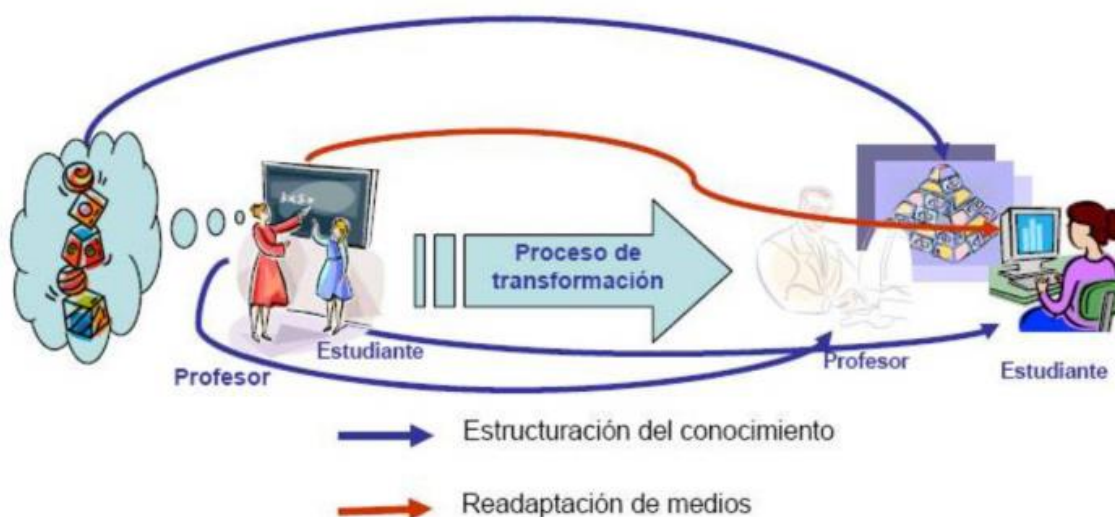 Proceso de
transformación
Estudiante
Profesor
Profesor
Estudiante
Estructuración del conocimiento
Readaptación de medios